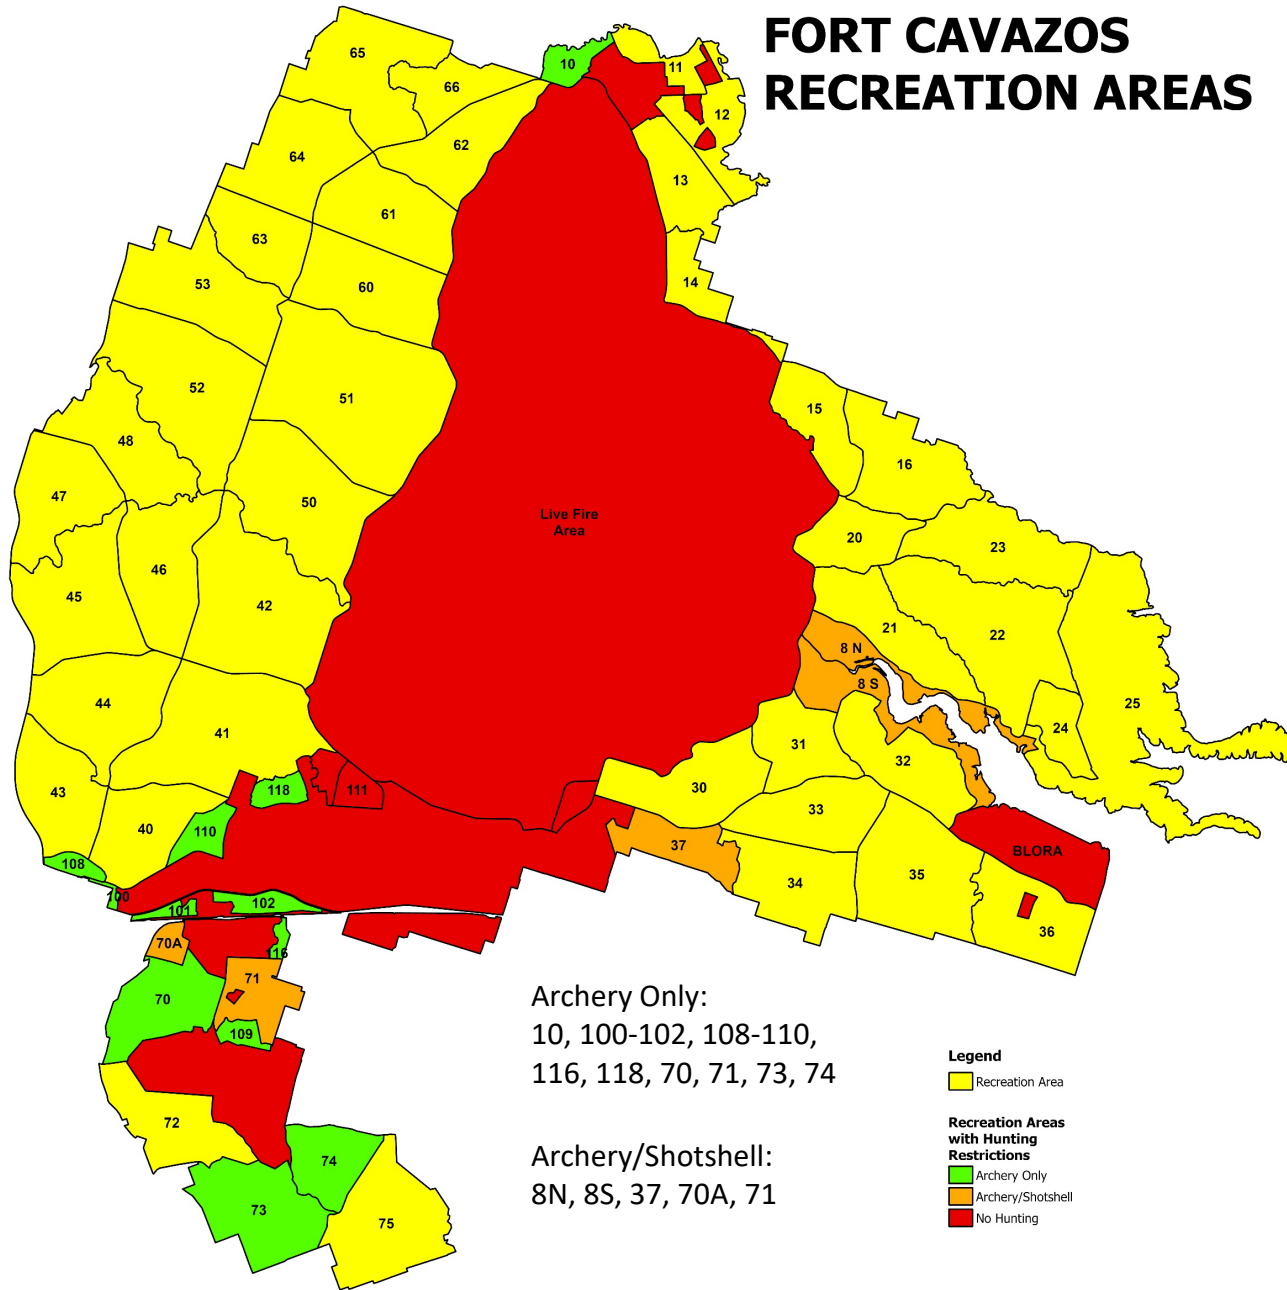 FORT CAVAZOS
RECREATION AREAS
65
66
10
11
12
62
64
13
61
63
14
53
60
52
51
15
48
16
47
50
Live Fire
Area
20
23
46
45
42
21
22
8 N
8 S
44
25
24
41
31
32
43
118
111
30
33
40
110
37
BLORA
108
35
34
100
102
101
36
70A
116
71
70
109
72
74
73
75
Archery Only:
10, 100-102, 108-110,
116, 118, 70, 71, 73, 74
Archery/Shotshell:
8N, 8S, 37, 70A, 71
Legend
Recreation Area
Recreation Areas
with Hunting
Restrictions
Archery Only
Archery/Shotshell
No Hunting